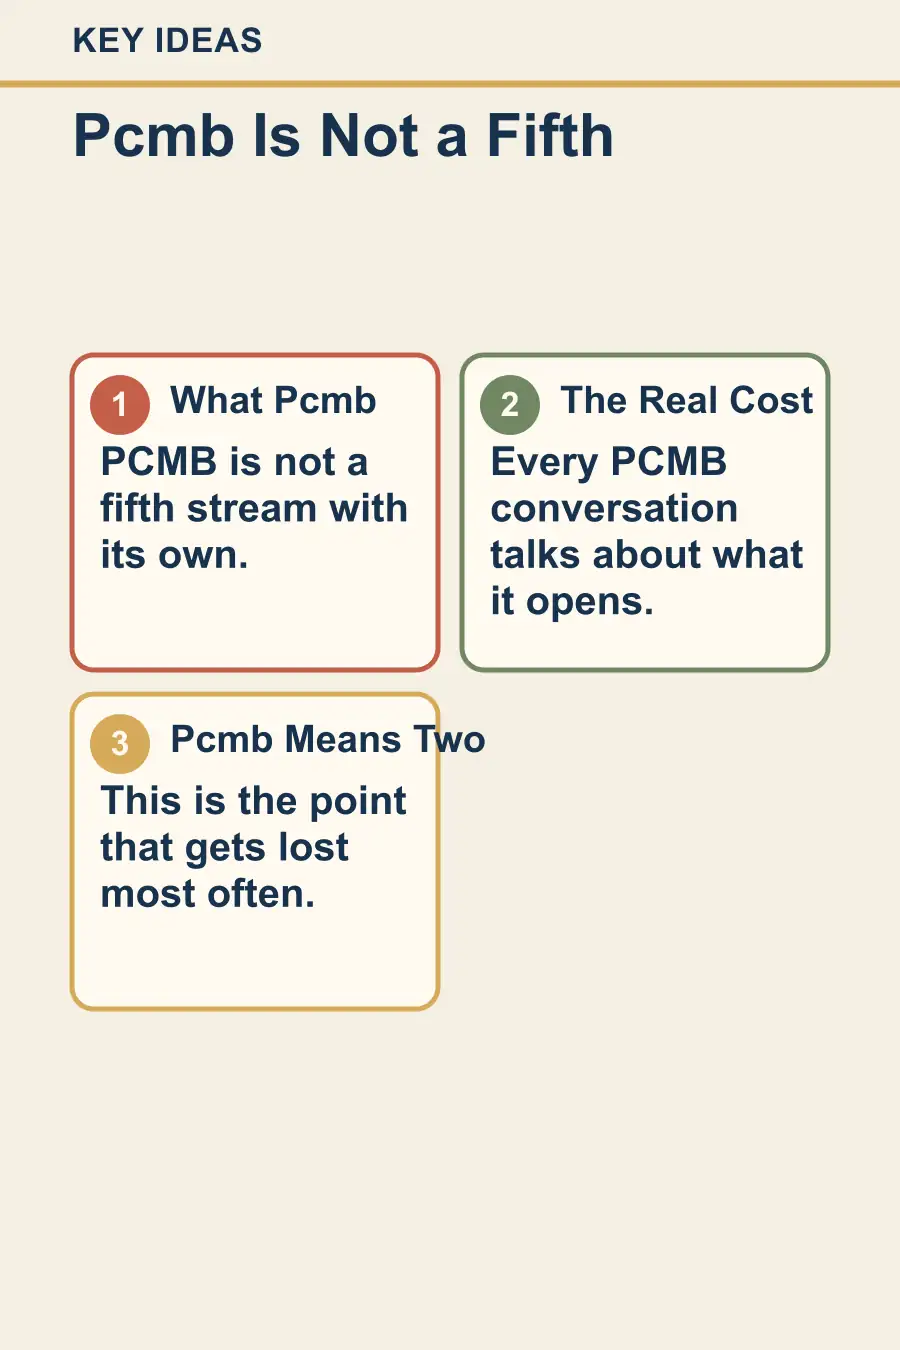 KEY IDEAS
Pcmb Is Not a Fifth
1 What Pcmb
PCMB is not a
fifth stream with
its own.
2 The Real Cost
Every PCMB
conversation
talks about what
it opens.
3 Pcmb Means Two
This is the point
that gets lost
most often.